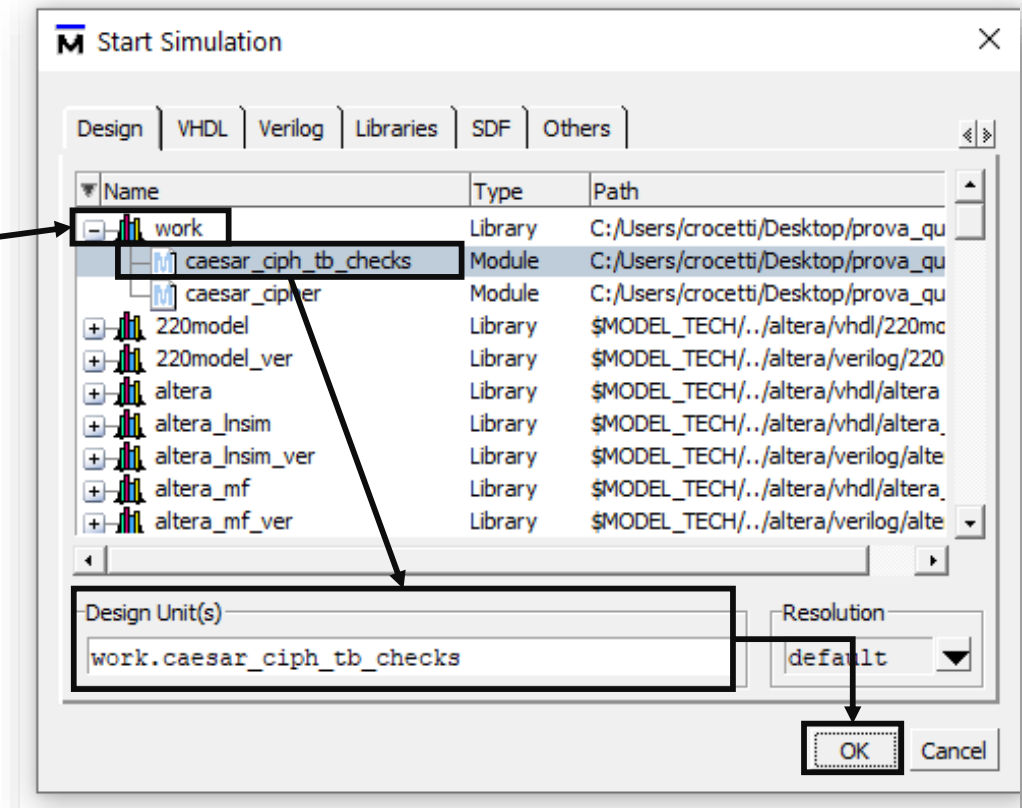 M Start Simulation
Design VHDL Verilog Libraries SDF Others
Name Type Path
work Library C:/Users/crocetti/Desktop/prova_qu
caesar_ciph_tb_checks Module C:/Users/crocetti/Desktop/prova_qu
caesar_cipher Module C:/Users/crocetti/Desktop/prova_qu
220model Library $MODEL_TECH/../altera/vhdl/220mo
220model_ver Library $MODEL_TECH/../altera/verilog/220
altera Library $MODEL_TECH/../altera/vhdl/altera
altera_lnsim Library $MODEL_TECH/../altera/vhdl/altera_
altera_lnsim_ver Library $MODEL_TECH/../altera/verilog/alte
altera_mf Library $MODEL_TECH/../altera/vhdl/altera_
altera_mf_ver Library $MODEL_TECH/../altera/verilog/alte
Design Unit(s) Resolution
work.caesar_ciph_tb_checks default
OK Cancel